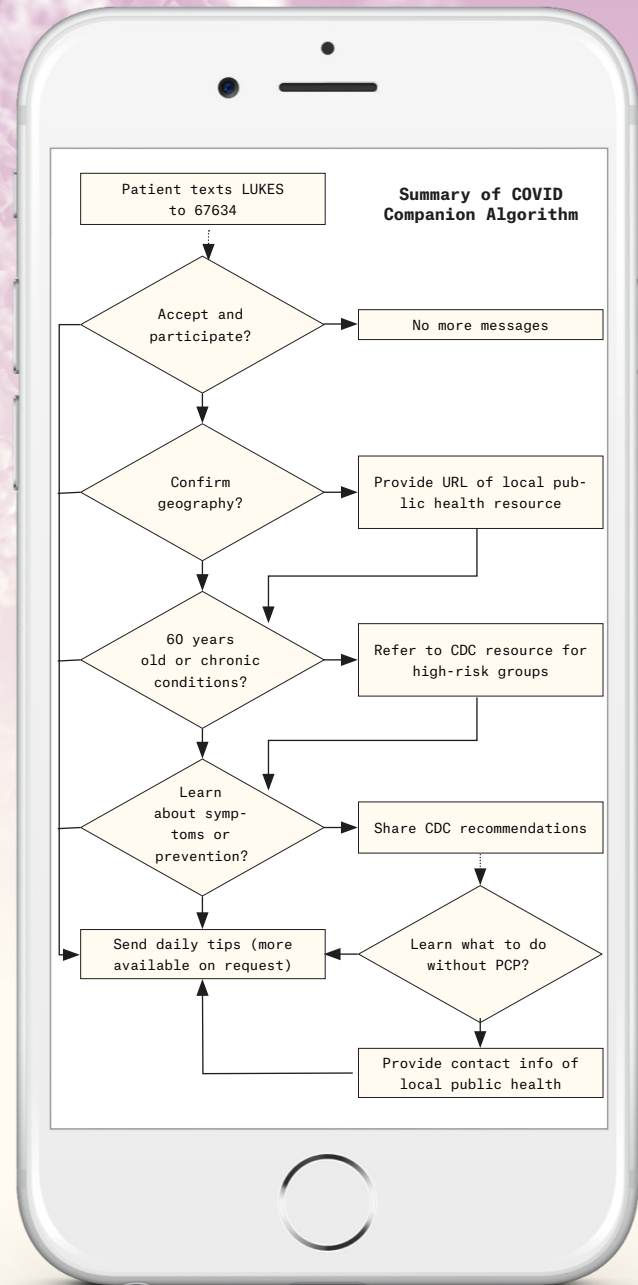 Patient texts LUKES
to 67634
Summary of COVID
Companion Algorithm
Accept and
participate?
No more messages
Confirm
geography?
Provide URL of local pub-
lic health resource
60 years
old or chronic
conditions?
Refer to CDC resource for
high-risk groups
Learn
about symp-
toms or
prevention?
Share CDC recommendations
Send daily tips (more
available on request)
Learn what to do
without PCP?
Provide contact info of
local public health